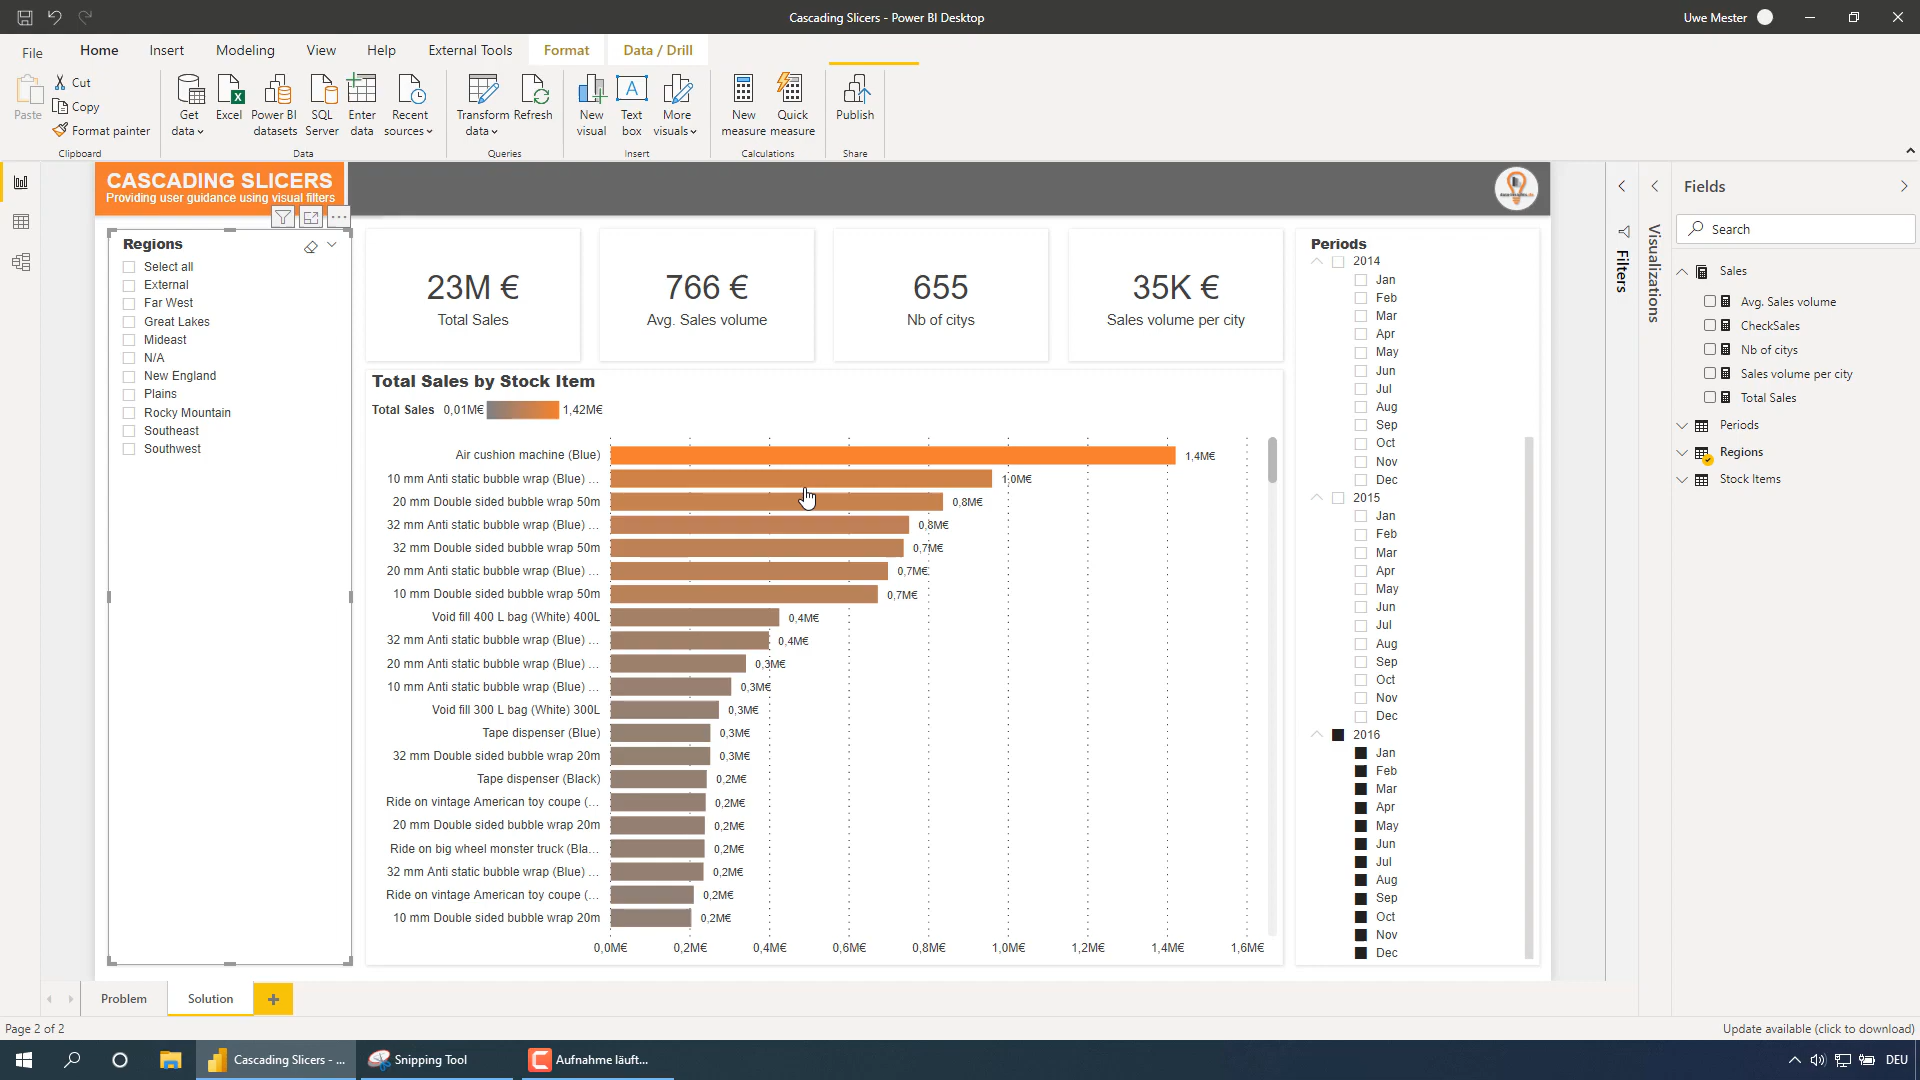 Cascading Slicers - Power BI Desktop
Uwe Mester
File
Home
Insert
Modeling
View
Help
External Tools
Format
Data / Drill
Paste
Cut
Copy
Format painter
Clipboard
Get data
Excel
Power BI datasets
SQL Server
Enter data
Recent sources
Data
Transform data
Refresh
Queries
New visual
Text box
More visuals
Insert
New measure
Quick measure
Calculations
Publish
Share
CASCADING SLICERS
Providing user guidance using visual filters
Regions
Select all
External
Far West
Great Lakes
Mideast
N/A
New England
Plains
Rocky Mountain
Southeast
Southwest
23M €
Total Sales
766 €
Avg. Sales volume
655
Nb of citys
35K €
Sales volume per city
Total Sales by Stock Item
Total Sales 0,01M€ 1,42M€
Air cushion machine (Blue) 1,4M€
10 mm Anti static bubble wrap (Blue) ... 1,0M€
20 mm Double sided bubble wrap 50m 0,8M€
32 mm Anti static bubble wrap (Blue) ... 0,8M€
32 mm Double sided bubble wrap 50m 0,7M€
20 mm Anti static bubble wrap (Blue) ... 0,7M€
10 mm Double sided bubble wrap 50m 0,7M€
Void fill 400 L bag (White) 400L 0,4M€
32 mm Anti static bubble wrap (Blue) ... 0,4M€
20 mm Anti static bubble wrap (Blue) ... 0,3M€
10 mm Anti static bubble wrap (Blue) ... 0,3M€
Void fill 300 L bag (White) 300L 0,3M€
Tape dispenser (Blue) 0,3M€
32 mm Double sided bubble wrap 20m 0,3M€
Tape dispenser (Black) 0,2M€
Ride on vintage American toy coupe (... 0,2M€
20 mm Double sided bubble wrap 20m 0,2M€
Ride on big wheel monster truck (Bla... 0,2M€
32 mm Anti static bubble wrap (Blue) ... 0,2M€
Ride on vintage American toy coupe (... 0,2M€
10 mm Double sided bubble wrap 20m 0,2M€
0,0M€ 0,2M€ 0,4M€ 0,6M€ 0,8M€ 1,0M€ 1,2M€ 1,4M€ 1,6M€
Periods
2014
Jan
Feb
Mar
Apr
May
Jun
Jul
Aug
Sep
Oct
Nov
Dec
2015
Jan
Feb
Mar
Apr
May
Jun
Jul
Aug
Sep
Oct
Nov
Dec
2016
Jan
Feb
Mar
Apr
May
Jun
Jul
Aug
Sep
Oct
Nov
Dec
Filters
Visualizations
Fields
Search
Sales
Avg. Sales volume
CheckSales
Nb of citys
Sales volume per city
Total Sales
Periods
Regions
Stock Items
Problem
Solution
Page 2 of 2
Update available (click to download)
Cascading Slicers - ...
Snipping Tool
Aufnahme läuft...
DEU